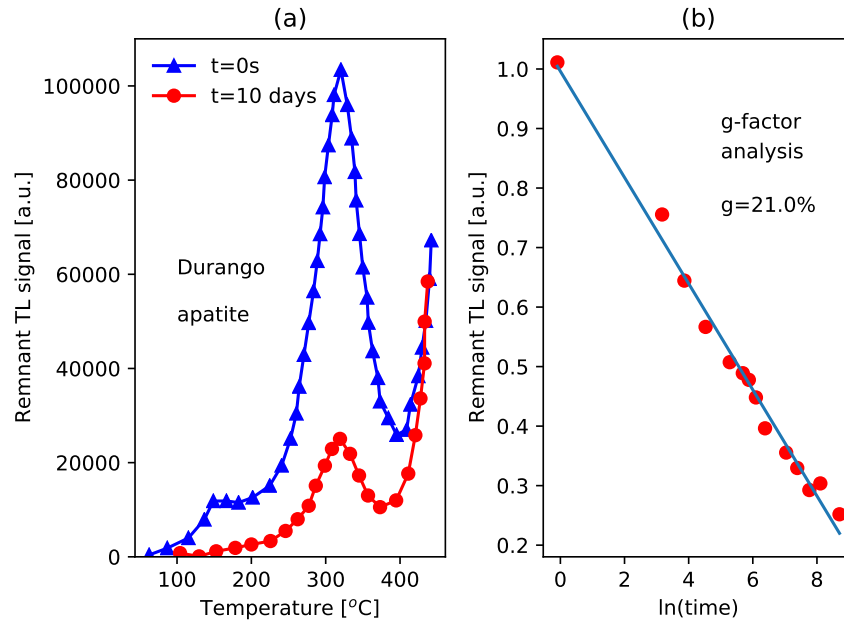 (a)
Remnant TL signal [a.u.]
100000
80000
60000
40000
20000
0
t=0s
t=10 days
Durango
apatite
100
200
300
400
Temperature [°C]
(b)
Remnant TL signal [a.u.]
1.0
0.9
0.8
0.7
0.6
0.5
0.4
0.3
0.2
g-factor
analysis
g=21.0%
0
2
4
6
8
ln(time)